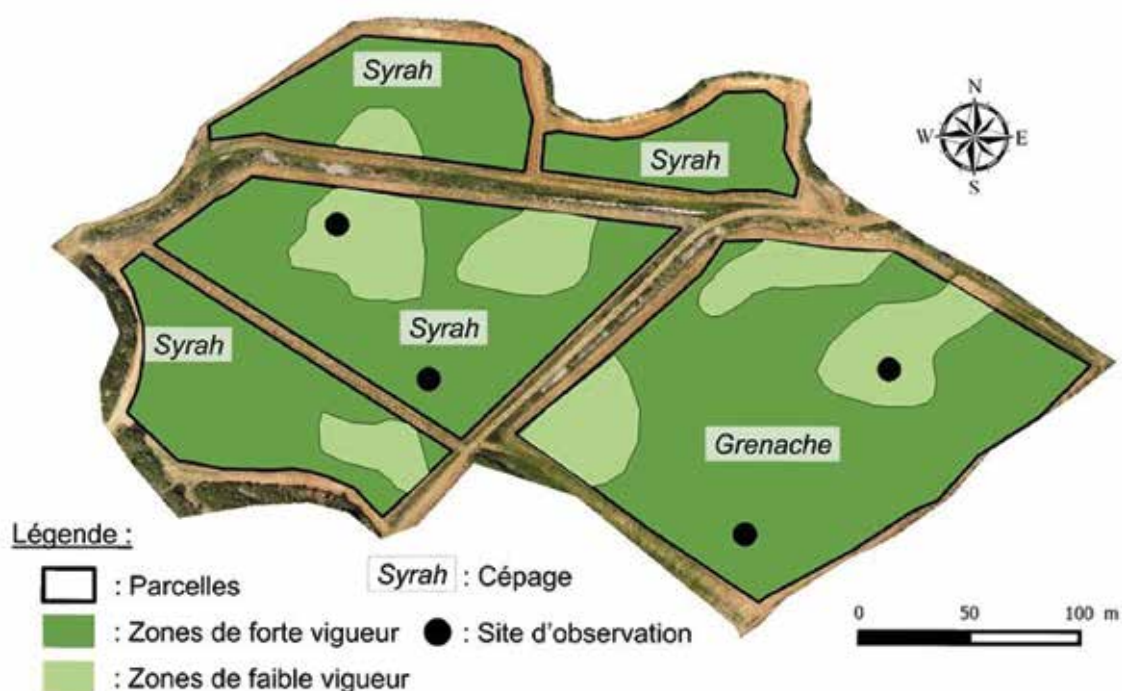 Syrah
Syrah
N
W E
S
Syrah
Syrah
Grenache
Légende :
: Parcelles
Syrah : Cépage
: Zones de forte vigueur
: Site d'observation
: Zones de faible vigueur
0 50 100 m